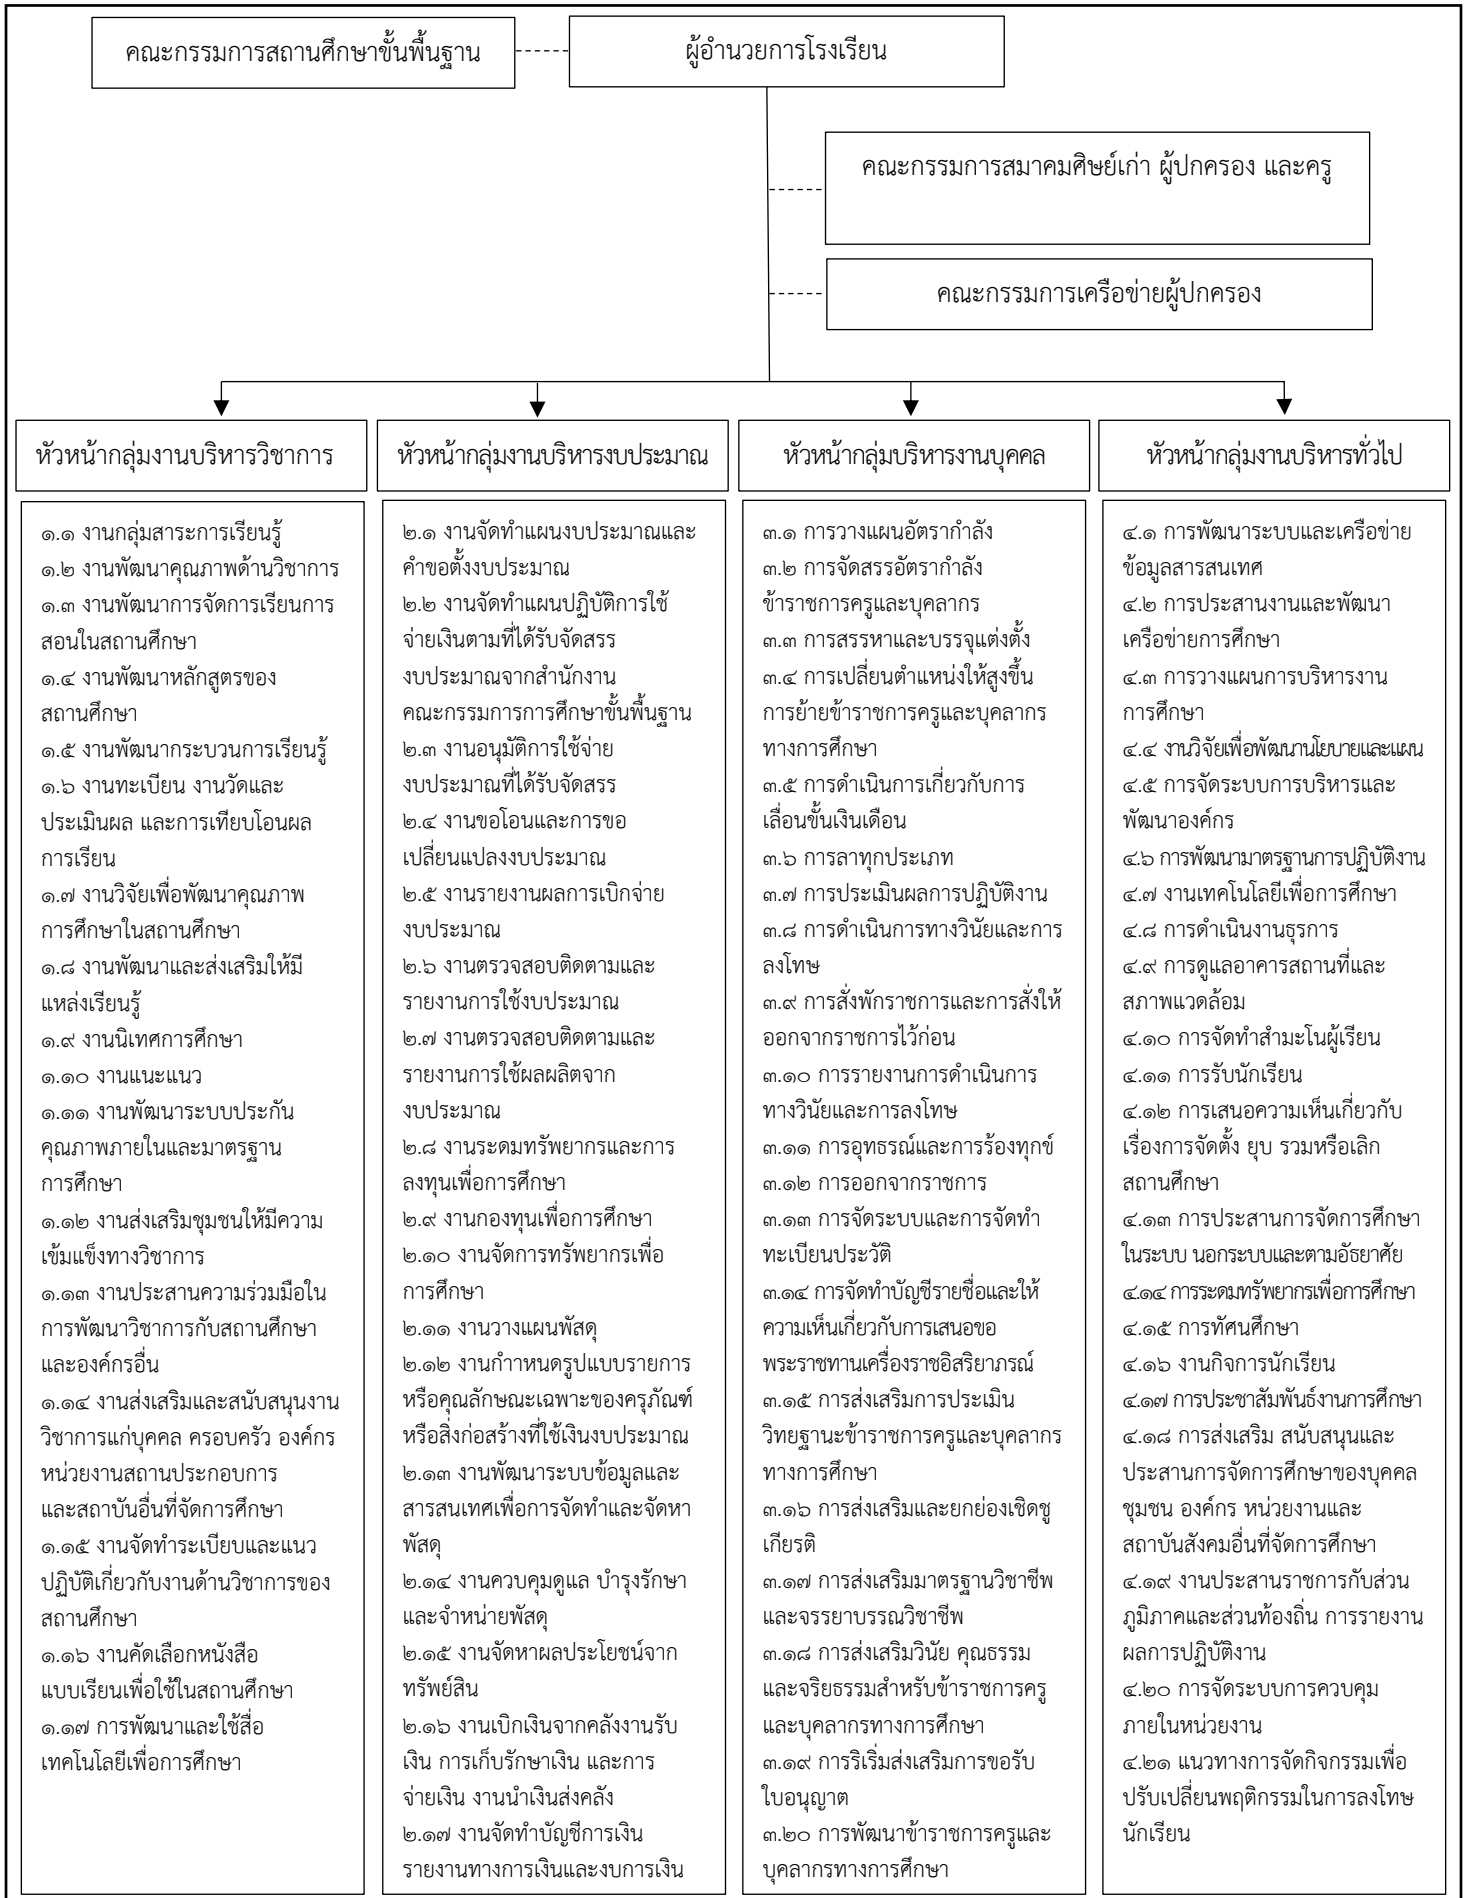 คณะกรรมการสถานศึกษาขั้นพื้นฐาน
ผู้อำนวยการโรงเรียน
คณะกรรมการสมาคมศิษย์เก่า ผู้ปกครอง และครู
คณะกรรมการเครือข่ายผู้ปกครอง
หัวหน้ากลุ่มงานบริหารวิชาการ
๑.๑ งานกลุ่มสาระการเรียนรู้
๑.๒ งานพัฒนาคุณภาพด้านวิชาการ
๑.๓ งานพัฒนาการจัดการเรียนการ
สอนในสถานศึกษา
๑.๔ งานพัฒนาหลักสูตรของ
สถานศึกษา
๑.๕ งานพัฒนากระบวนการเรียนรู้
๑.๖ งานทะเบียน งานวัดและ
ประเมินผล และการเทียบโอนผล
การเรียน
๑.๗ งานวิจัยเพื่อพัฒนาคุณภาพ
การศึกษาในสถานศึกษา
๑.๘ งานพัฒนาและส่งเสริมให้มี
แหล่งเรียนรู้
๑.๙ งานนิเทศการศึกษา
๑.๑๐ งานแนะแนว
๑.๑๑ งานพัฒนาระบบประกัน
คุณภาพภายในและมาตรฐาน
การศึกษา
๑.๑๒ งานส่งเสริมชุมชนให้มีความ
เข้มแข็งทางวิชาการ
๑.๑๓ งานประสานความร่วมมือใน
การพัฒนาวิชาการกับสถานศึกษา
และองค์กรอื่น
๑.๑๔ งานส่งเสริมและสนับสนุนงาน
วิชาการแก่บุคคล ครอบครัว องค์กร
หน่วยงานสถานประกอบการ
และสถาบันอื่นที่จัดการศึกษา
๑.๑๕ งานจัดทำระเบียบและแนว
ปฏิบัติเกี่ยวกับงานด้านวิชาการของ
สถานศึกษา
๑.๑๖ งานคัดเลือกหนังสือ
แบบเรียนเพื่อใช้ในสถานศึกษา
๑.๑๗ การพัฒนาและใช้สื่อ
เทคโนโลยีเพื่อการศึกษา
หัวหน้ากลุ่มงานบริหารงบประมาณ
๒.๑ งานจัดทำแผนงบประมาณและ
คำขอตั้งงบประมาณ
๒.๒ งานจัดทำแผนปฏิบัติการใช้
จ่ายเงินตามที่ได้รับจัดสรร
งบประมาณจากสำนักงาน
คณะกรรมการการศึกษาขั้นพื้นฐาน
๒.๓ งานอนุมัติการใช้จ่าย
งบประมาณที่ได้รับจัดสรร
๒.๔ งานขอโอนและการขอ
เปลี่ยนแปลงงบประมาณ
๒.๕ งานรายงานผลการเบิกจ่าย
งบประมาณ
๒.๖ งานตรวจสอบติดตามและ
รายงานการใช้งบประมาณ
๒.๗ งานตรวจสอบติดตามและ
รายงานการใช้ผลผลิตจาก
งบประมาณ
๒.๘ งานระดมทรัพยากรและการ
ลงทุนเพื่อการศึกษา
๒.๙ งานกองทุนเพื่อการศึกษา
๒.๑๐ งานจัดการทรัพยากรเพื่อ
การศึกษา
๒.๑๑ งานวางแผนพัสดุ
๒.๑๒ งานกำาหนดรูปแบบรายการ
หรือคุณลักษณะเฉพาะของครุภัณฑ์
หรือสิ่งก่อสร้างที่ใช้เงินงบประมาณ
๒.๑๓ งานพัฒนาระบบข้อมูลและ
สารสนเทศเพื่อการจัดทำและจัดหา
พัสดุ
๒.๑๔ งานควบคุมดูแล บำรุงรักษา
และจำหน่ายพัสดุ
๒.๑๕ งานจัดหาผลประโยชน์จาก
ทรัพย์สิน
๒.๑๖ งานเบิกเงินจากคลังงานรับ
เงิน การเก็บรักษาเงิน และการ
จ่ายเงิน งานนำเงินส่งคลัง
๒.๑๗ งานจัดทำบัญชีการเงิน
รายงานทางการเงินและงบการเงิน
หัวหน้ากลุ่มบริหารงานบุคคล
๓.๑ การวางแผนอัตรากำลัง
๓.๒ การจัดสรรอัตรากำลัง
ข้าราชการครูและบุคลากร
๓.๓ การสรรหาและบรรจุแต่งตั้ง
๓.๔ การเปลี่ยนตำแหน่งให้สูงขึ้น
การย้ายข้าราชการครูและบุคลากร
ทางการศึกษา
๓.๕ การดำเนินการเกี่ยวกับการ
เลื่อนขั้นเงินเดือน
๓.๖ การลาทุกประเภท
๓.๗ การประเมินผลการปฏิบัติงาน
๓.๘ การดำเนินการทางวินัยและการ
ลงโทษ
๓.๙ การสั่งพักราชการและการสั่งให้
ออกจากราชการไว้ก่อน
๓.๑๐ การรายงานการดำเนินการ
ทางวินัยและการลงโทษ
๓.๑๑ การอุทธรณ์และการร้องทุกข์
๓.๑๒ การออกจากราชการ
๓.๑๓ การจัดระบบและการจัดทำ
ทะเบียนประวัติ
๓.๑๔ การจัดทำบัญชีรายชื่อและให้
ความเห็นเกี่ยวกับการเสนอขอ
พระราชทานเครื่องราชอิสริยาภรณ์
๓.๑๕ การส่งเสริมการประเมิน
วิทยฐานะข้าราชการครูและบุคลากร
ทางการศึกษา
๓.๑๖ การส่งเสริมและยกย่องเชิดชู
เกียรติ
๓.๑๗ การส่งเสริมมาตรฐานวิชาชีพ
และจรรยาบรรณวิชาชีพ
๓.๑๘ การส่งเสริมวินัย คุณธรรม
และจริยธรรมสำหรับข้าราชการครู
และบุคลากรทางการศึกษา
๓.๑๙ การริเริ่มส่งเสริมการขอรับ
ใบอนุญาต
๓.๒๐ การพัฒนาข้าราชการครูและ
บุคลากรทางการศึกษา
หัวหน้ากลุ่มงานบริหารทั่วไป
๔.๑ การพัฒนาระบบและเครือข่าย
ข้อมูลสารสนเทศ
๔.๒ การประสานงานและพัฒนา
เครือข่ายการศึกษา
๔.๓ การวางแผนการบริหารงาน
การศึกษา
๔.๔ งานวิจัยเพื่อพัฒนานโยบายและแผน
๔.๕ การจัดระบบการบริหารและ
พัฒนาองค์กร
๔.๖ การพัฒนามาตรฐานการปฏิบัติงาน
๔.๗ งานเทคโนโลยีเพื่อการศึกษา
๔.๘ การดำเนินงานธุรการ
๔.๙ การดูแลอาคารสถานที่และ
สภาพแวดล้อม
๔.๑๐ การจัดทำสำมะโนผู้เรียน
๔.๑๑ การรับนักเรียน
๔.๑๒ การเสนอความเห็นเกี่ยวกับ
เรื่องการจัดตั้ง ยุบ รวมหรือเลิก
สถานศึกษา
๔.๑๓ การประสานการจัดการศึกษา
ในระบบ นอกระบบและตามอัธยาศัย
๔.๑๔ การระดมทรัพยากรเพื่อการศึกษา
๔.๑๕ การทัศนศึกษา
๔.๑๖ งานกิจการนักเรียน
๔.๑๗ การประชาสัมพันธ์งานการศึกษา
๔.๑๘ การส่งเสริม สนับสนุนและ
ประสานการจัดการศึกษาของบุคคล
ชุมชน องค์กร หน่วยงานและ
สถาบันสังคมอื่นที่จัดการศึกษา
๔.๑๙ งานประสานราชการกับส่วน
ภูมิภาคและส่วนท้องถิ่น การรายงาน
ผลการปฏิบัติงาน
๔.๒๐ การจัดระบบการควบคุม
ภายในหน่วยงาน
๔.๒๑ แนวทางการจัดกิจกรรมเพื่อ
ปรับเปลี่ยนพฤติกรรมในการลงโทษ
นักเรียน